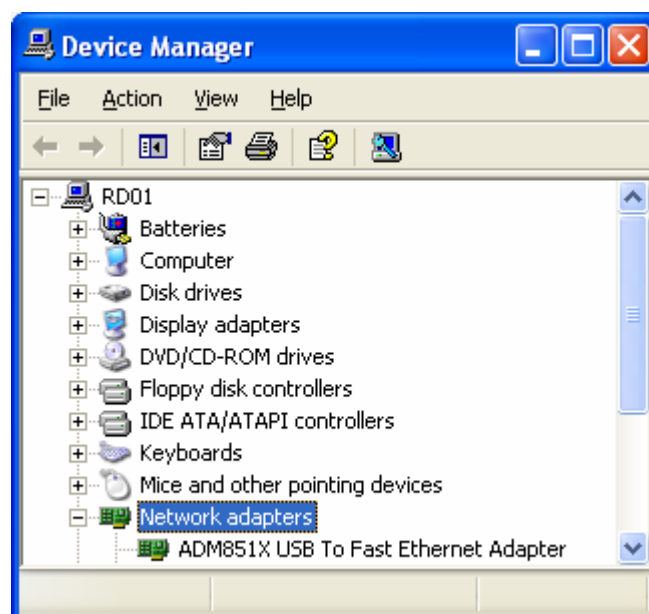 Device Manager
File Action View Help
RD01
Batteries
Computer
Disk drives
Display adapters
DVD/CD-ROM drives
Floppy disk controllers
IDE ATA/ATAPI controllers
Keyboards
Mice and other pointing devices
Network adapters
ADM851X USB To Fast Ethernet Adapter